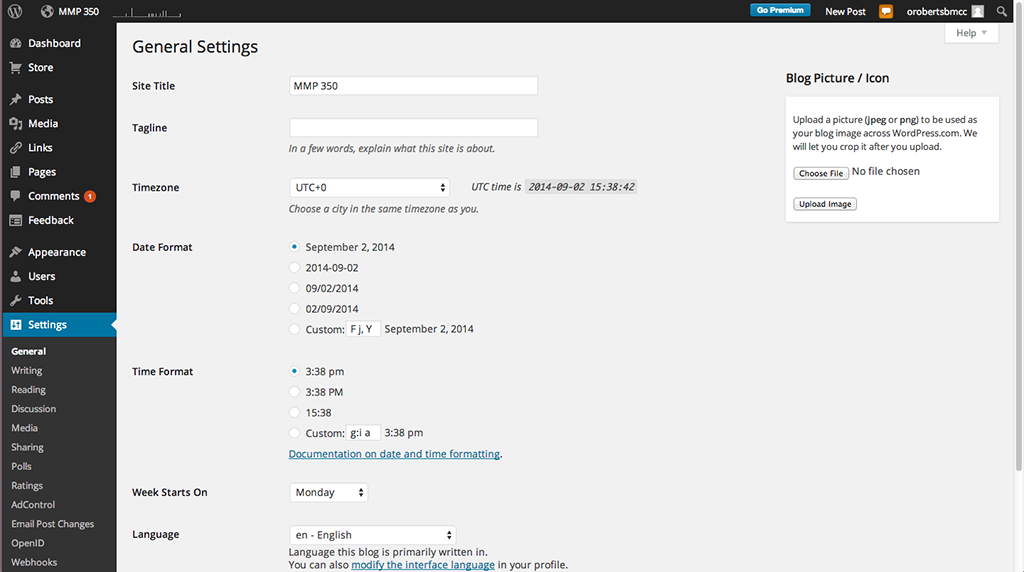 MMP 350
Go Premium
New Post
orobertsbmcc
Help
Dashboard
Store
Posts
Media
Links
Pages
Comments 1
Feedback
Appearance
Users
Tools
Settings
General
Writing
Reading
Discussion
Media
Sharing
Polls
Ratings
AdControl
Email Post Changes
OpenID
Webhooks
General Settings
Site Title MMP 350
Tagline
In a few words, explain what this site is about.
Timezone UTC+0 UTC time is 2014-09-02 15:38:42
Choose a city in the same timezone as you.
Date Format September 2, 2014
2014-09-02
09/02/2014
02/09/2014
Custom: F j, Y September 2, 2014
Time Format 3:38 pm
3:38 PM
15:38
Custom: g:i a 3:38 pm
Documentation on date and time formatting.
Week Starts On Monday
Language en - English
Language this blog is primarily written in.
You can also modify the interface language in your profile.
Blog Picture / Icon
Upload a picture (jpeg or png) to be used as
your blog image across WordPress.com. We
will let you crop it after you upload.
Choose File No file chosen
Upload Image